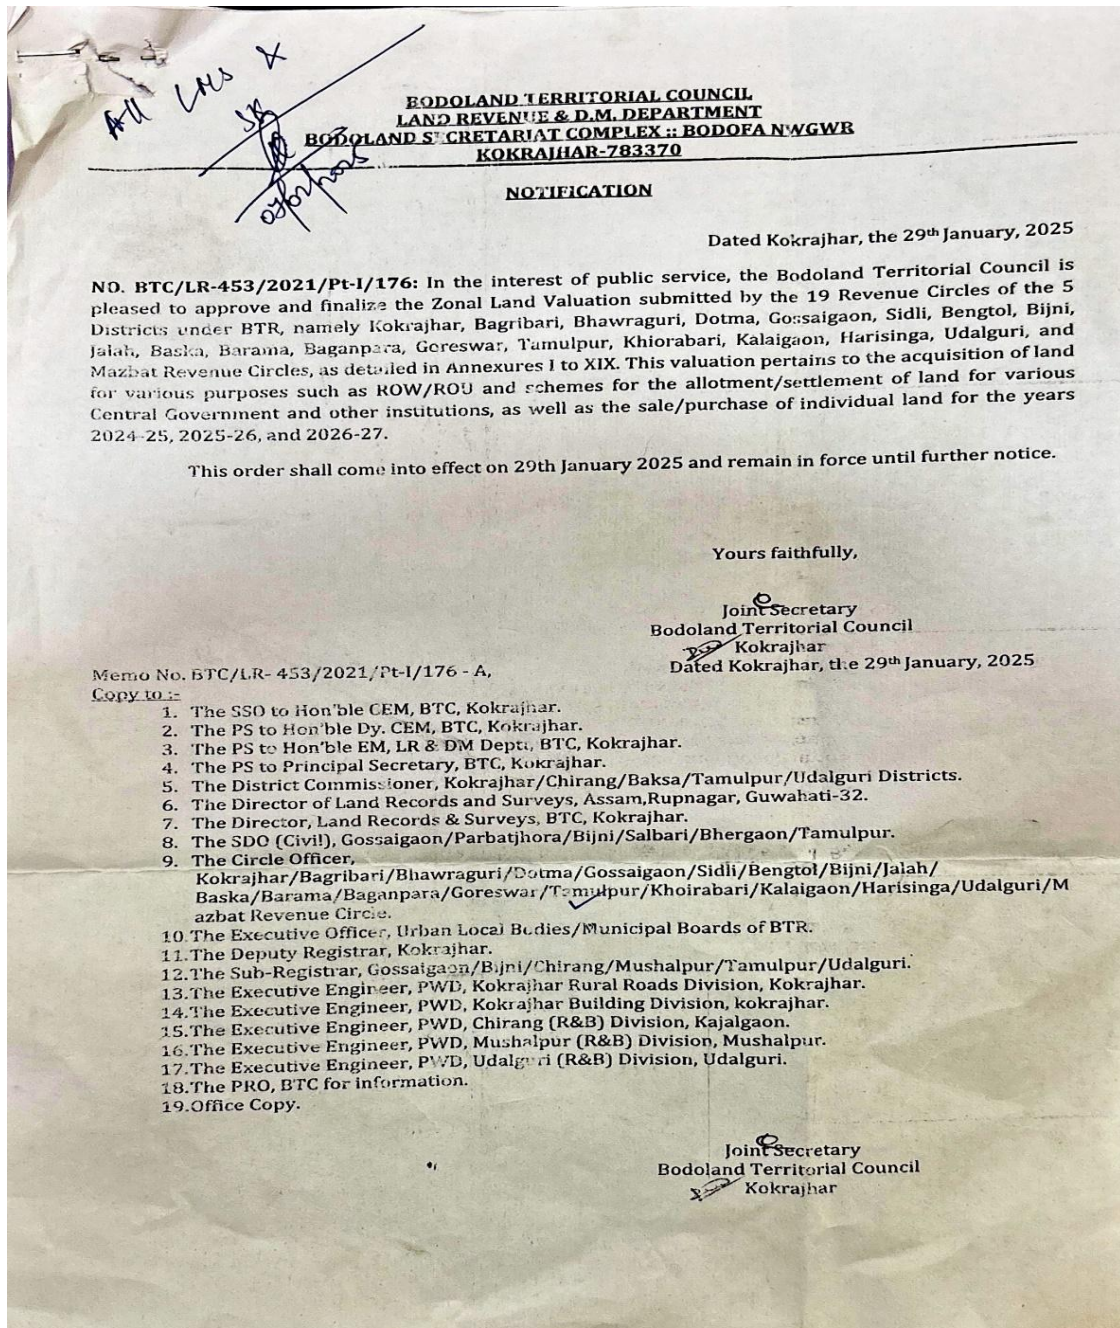 All LMs &
SK
07/02/2025
BODOLAND TERRITORIAL COUNCIL
LAND REVENUE & D.M. DEPARTMENT
BODOLAND SECRETARIAT COMPLEX :: BODOFA NWGWR
KOKRAJHAR-783370
NOTIFICATION
Dated Kokrajhar, the 29th January, 2025
NO. BTC/LR-453/2021/Pt-I/176: In the interest of public service, the Bodoland Territorial Council is
pleased to approve and finalize the Zonal Land Valuation submitted by the 19 Revenue Circles of the 5
Districts under BTR, namely Kokrajhar, Bagribari, Bhawraguri, Dotma, Gossaigaon, Sidli, Bengtol, Bijni,
Jalah, Baska, Barama, Baganpara, Goreswar, Tamulpur, Khiorabari, Kalaigaon, Harisinga, Udalguri, and
Mazbat Revenue Circles, as detailed in Annexures I to XIX. This valuation pertains to the acquisition of land
for various purposes such as ROW/ROU and schemes for the allotment/settlement of land for various
Central Government and other institutions, as well as the sale/purchase of individual land for the years
2024-25, 2025-26, and 2026-27.
This order shall come into effect on 29th January 2025 and remain in force until further notice.
Yours faithfully,
Joint Secretary
Bodoland Territorial Council
Kokrajhar
Memo No. BTC/LR- 453/2021/Pt-I/176 - A,
Dated Kokrajhar, the 29th January, 2025
Copy to :-
1. The SSO to Hon'ble CEM, BTC, Kokrajhar.
2. The PS to Hon'ble Dy. CEM, BTC, Kokrajhar.
3. The PS to Hon'ble EM, LR & DM Deptt, BTC, Kokrajhar.
4. The PS to Principal Secretary, BTC, Kokrajhar.
5. The District Commissioner, Kokrajhar/Chirang/Baksa/Tamulpur/Udalguri Districts.
6. The Director of Land Records and Surveys, Assam,Rupnagar, Guwahati-32.
7. The Director, Land Records & Surveys, BTC, Kokrajhar.
8. The SDO (Civil), Gossaigaon/Parbatjhora/Bijni/Salbari/Bhergaon/Tamulpur.
9. The Circle Officer,
Kokrajhar/Bagribari/Bhawraguri/Dotma/Gossaigaon/Sidli/Bengtol/Bijni/Jalah/
Baska/Barama/Baganpara/Goreswar/Tamulpur/Khoirabari/Kalaigaon/Harisinga/Udalguri/M
azbat Revenue Circle.
10.The Executive Officer, Urban Local Bodies/Municipal Boards of BTR.
11.The Deputy Registrar, Kokrajhar.
12.The Sub-Registrar, Gossaigaon/Bijni/Chirang/Mushalpur/Tamulpur/Udalguri.
13.The Executive Engineer, PWD, Kokrajhar Rural Roads Division, Kokrajhar.
14.The Executive Engineer, PWD, Kokrajhar Building Division, kokrajhar.
15.The Executive Engineer, PWD, Chirang (R&B) Division, Kajalgaon.
16.The Executive Engineer, PWD, Mushalpur (R&B) Division, Mushalpur.
17.The Executive Engineer, PWD, Udalguri (R&B) Division, Udalguri.
18.The PRO, BTC for information.
19.Office Copy.
Joint Secretary
Bodoland Territorial Council
Kokrajhar